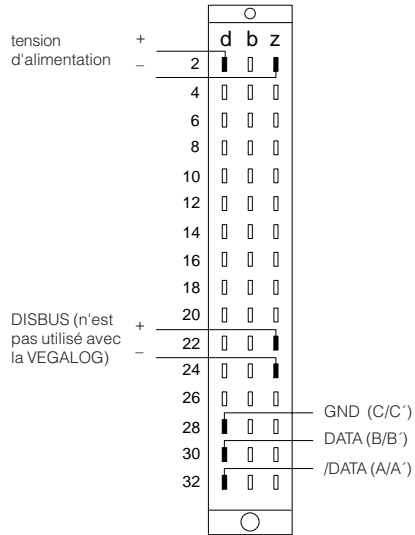 tension
d'alimentation
+
–
d b z
2
4
6
8
10
12
14
16
18
20
DISBUS (n'est
pas utilisé avec
la VEGALOG)
+
–
22
24
26
28
30
32
GND (C/C´)
DATA (B/B´)
/DATA (A/A´)